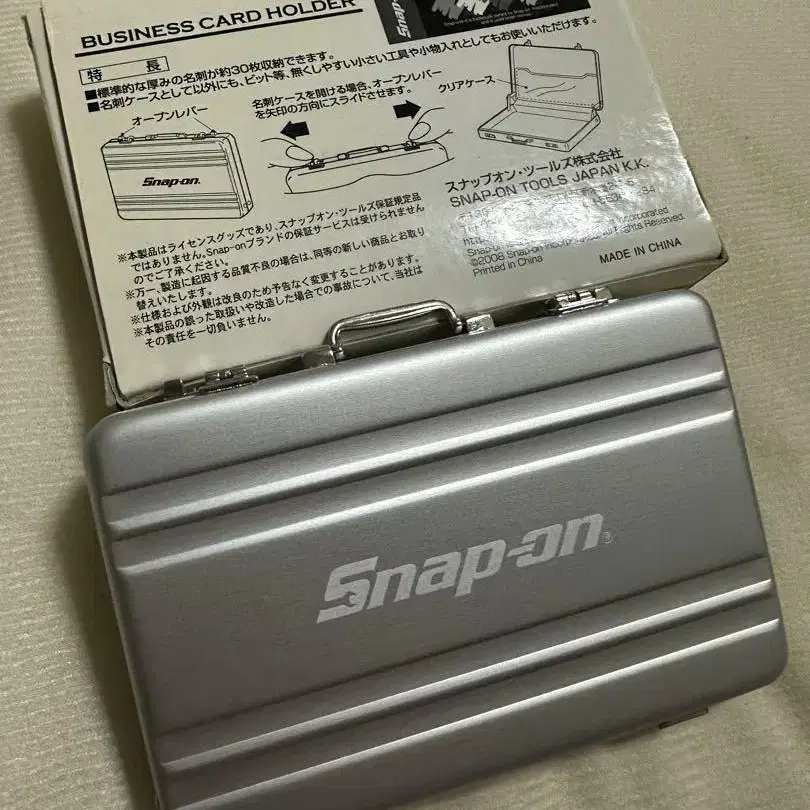 Snap-on
BUSINESS CARD HOLDER
特 長
■標準的な厚みの名刺が約30枚収納できます。
■名刺ケースとして以外にも、ビット等、無くしやすい小さい工具や小物入れとしてもお使いいただけます。
オープンレバー
名刺ケースを開ける場合、オープンレバー
を矢印の方向にスライドさせます。
クリアケース
Snap-on
※本製品はライセンスグッズであり、スナップオン・ツールズ保証規定品
ではありません。Snap-onブランドの保証サービスは受けられません
のでご了承ください。
※万一、製造に起因する品質不良の場合は、同等の新しい商品とお取り
替えいたします。
※仕様および外観は改良のため予告なく変更することがあります。
※本製品の誤った取扱いや改造した場合での事故について、当社は
その責任を一切負いません。
スナップオン・ツールズ株式会社
SNAP-ON TOOLS JAPAN K.K.
©2008 Snap-on Incorporated. All Rights Reserved.
Printed in China
MADE IN CHINA
Snap-on®